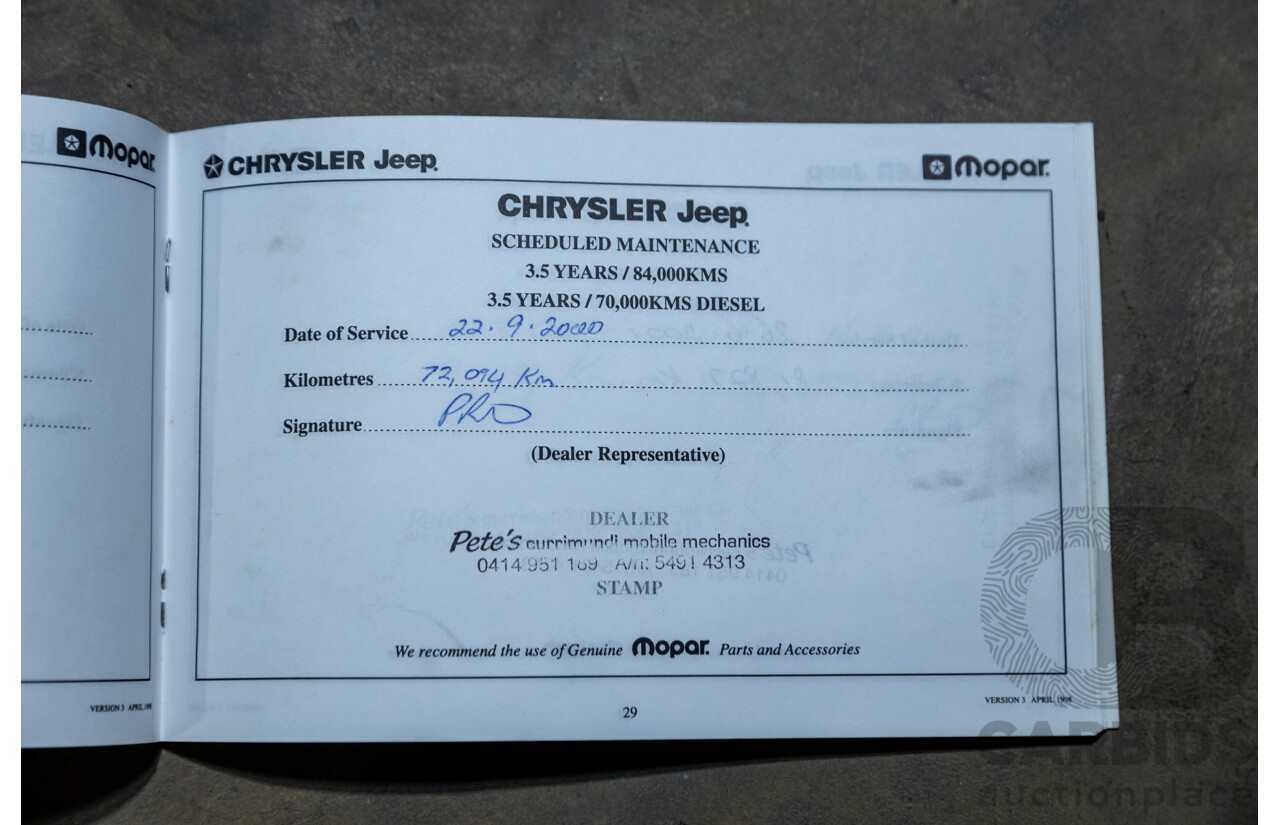 Mopar.
CHRYSLER Jeep.
Mopar.
CHRYSLER Jeep.
SCHEDULED MAINTENANCE
3.5 YEARS / 84,000KMS
3.5 YEARS / 70,000KMS DIESEL
Date of Service 22.9.2000
Kilometres 72,094 Km
Signature
(Dealer Representative)
DEALER
Pete's currimundi mobile mechanics
0414 951 169 A/H: 5491 4313
STAMP
We recommend the use of Genuine Mopar. Parts and Accessories
VERSION 3 APRIL 199
29
VERSION 3 APRIL 1998
CARBIDS
auctionplace